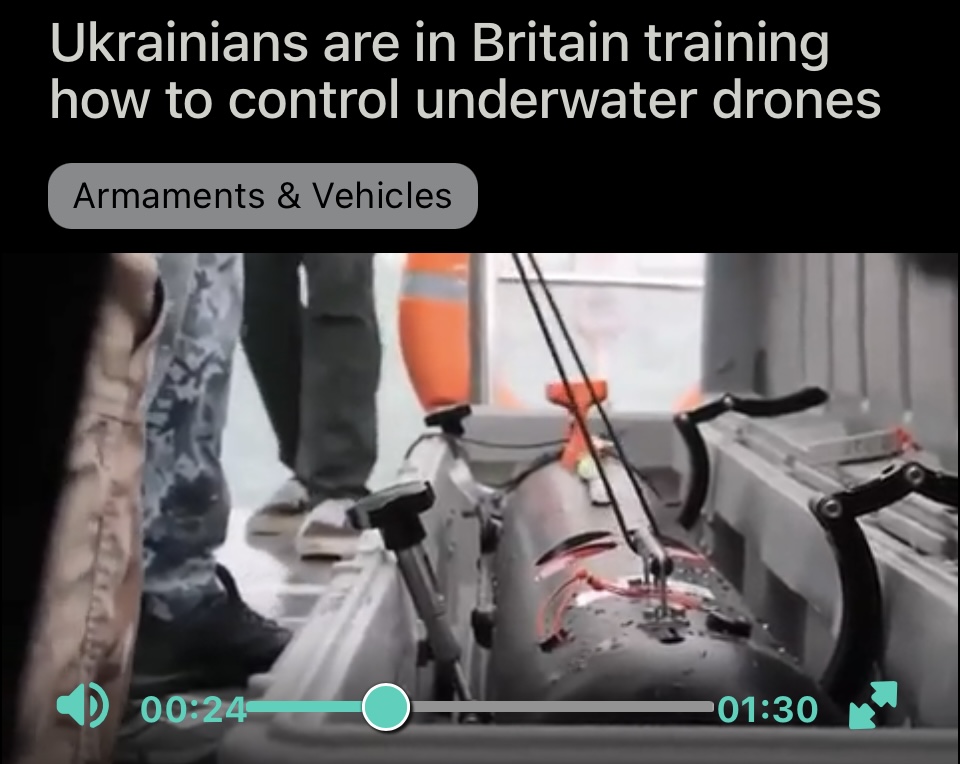 Ukrainians are in Britain training
how to control underwater drones
Armaments & Vehicles
00:24
01:30